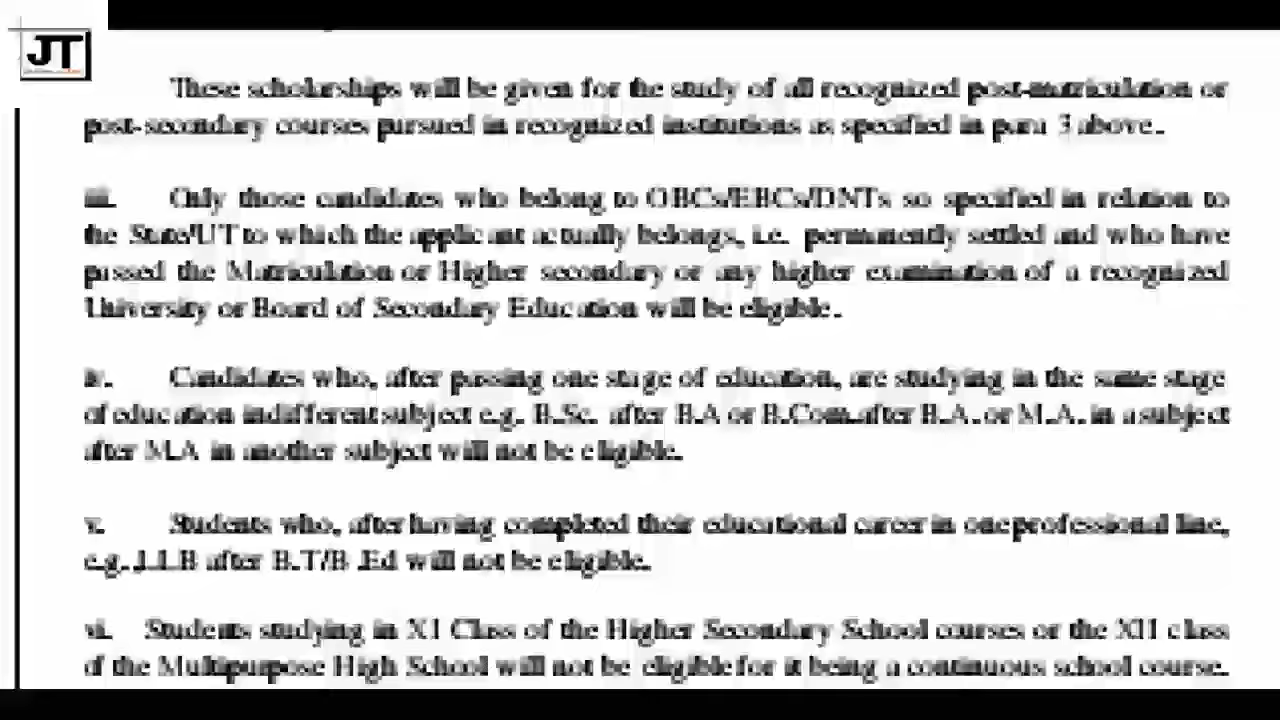 JT
These scholarships will be given for the study of all recognized post-matriculation or
post-secondary courses pursued in recognized institutions as specified in para 3 above.
iii. Only those candidates who belong to OBCs/EBCs/DNTs so specified in relation to
the State/UT to which the applicant actually belongs, i.e. permanently settled and who have
passed the Matriculation or Higher secondary or any higher examination of a recognized
University or Board of Secondary Education will be eligible.
iv. Candidates who, after passing one stage of education, are studying in the same stage
of education in different subject e.g. B.Sc. after B.A or B.Com. after B.A. or M.A. in a subject
after M.A in another subject will not be eligible.
v. Students who, after having completed their educational career in one professional line,
e.g., LLB after B.T/B.Ed will not be eligible.
vi. Students studying in XI Class of the Higher Secondary School courses or the XII class
of the Multipurpose High School will not be eligible for it being a continuous school course.